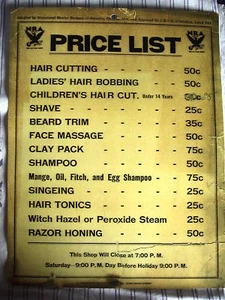 NRA
NRA
PRICE LIST
HAIR CUTTING - - - - - 50c
LADIES' HAIR BOBBING - - - 50c
CHILDREN'S HAIR CUT. Under 14 Years 50c
SHAVE - - - - - - - 25c
BEARD TRIM - - - - - 35c
FACE MASSAGE - - - - - 50c
CLAY PACK - - - - - - 75c
SHAMPOO - - - - - - 50c
Mange, Oil, Fitch, and Egg Shampoo - - 75c
SINGEING - - - - - - 25c
HAIR TONICS - - - - - 25c
Witch Hazel or Peroxide Steam 25c
RAZOR HONING - - - - - 50c
This Shop Will Close at 7:00 P. M.
Saturday—9:00 P. M. Day Before Holiday 9:00 P. M.